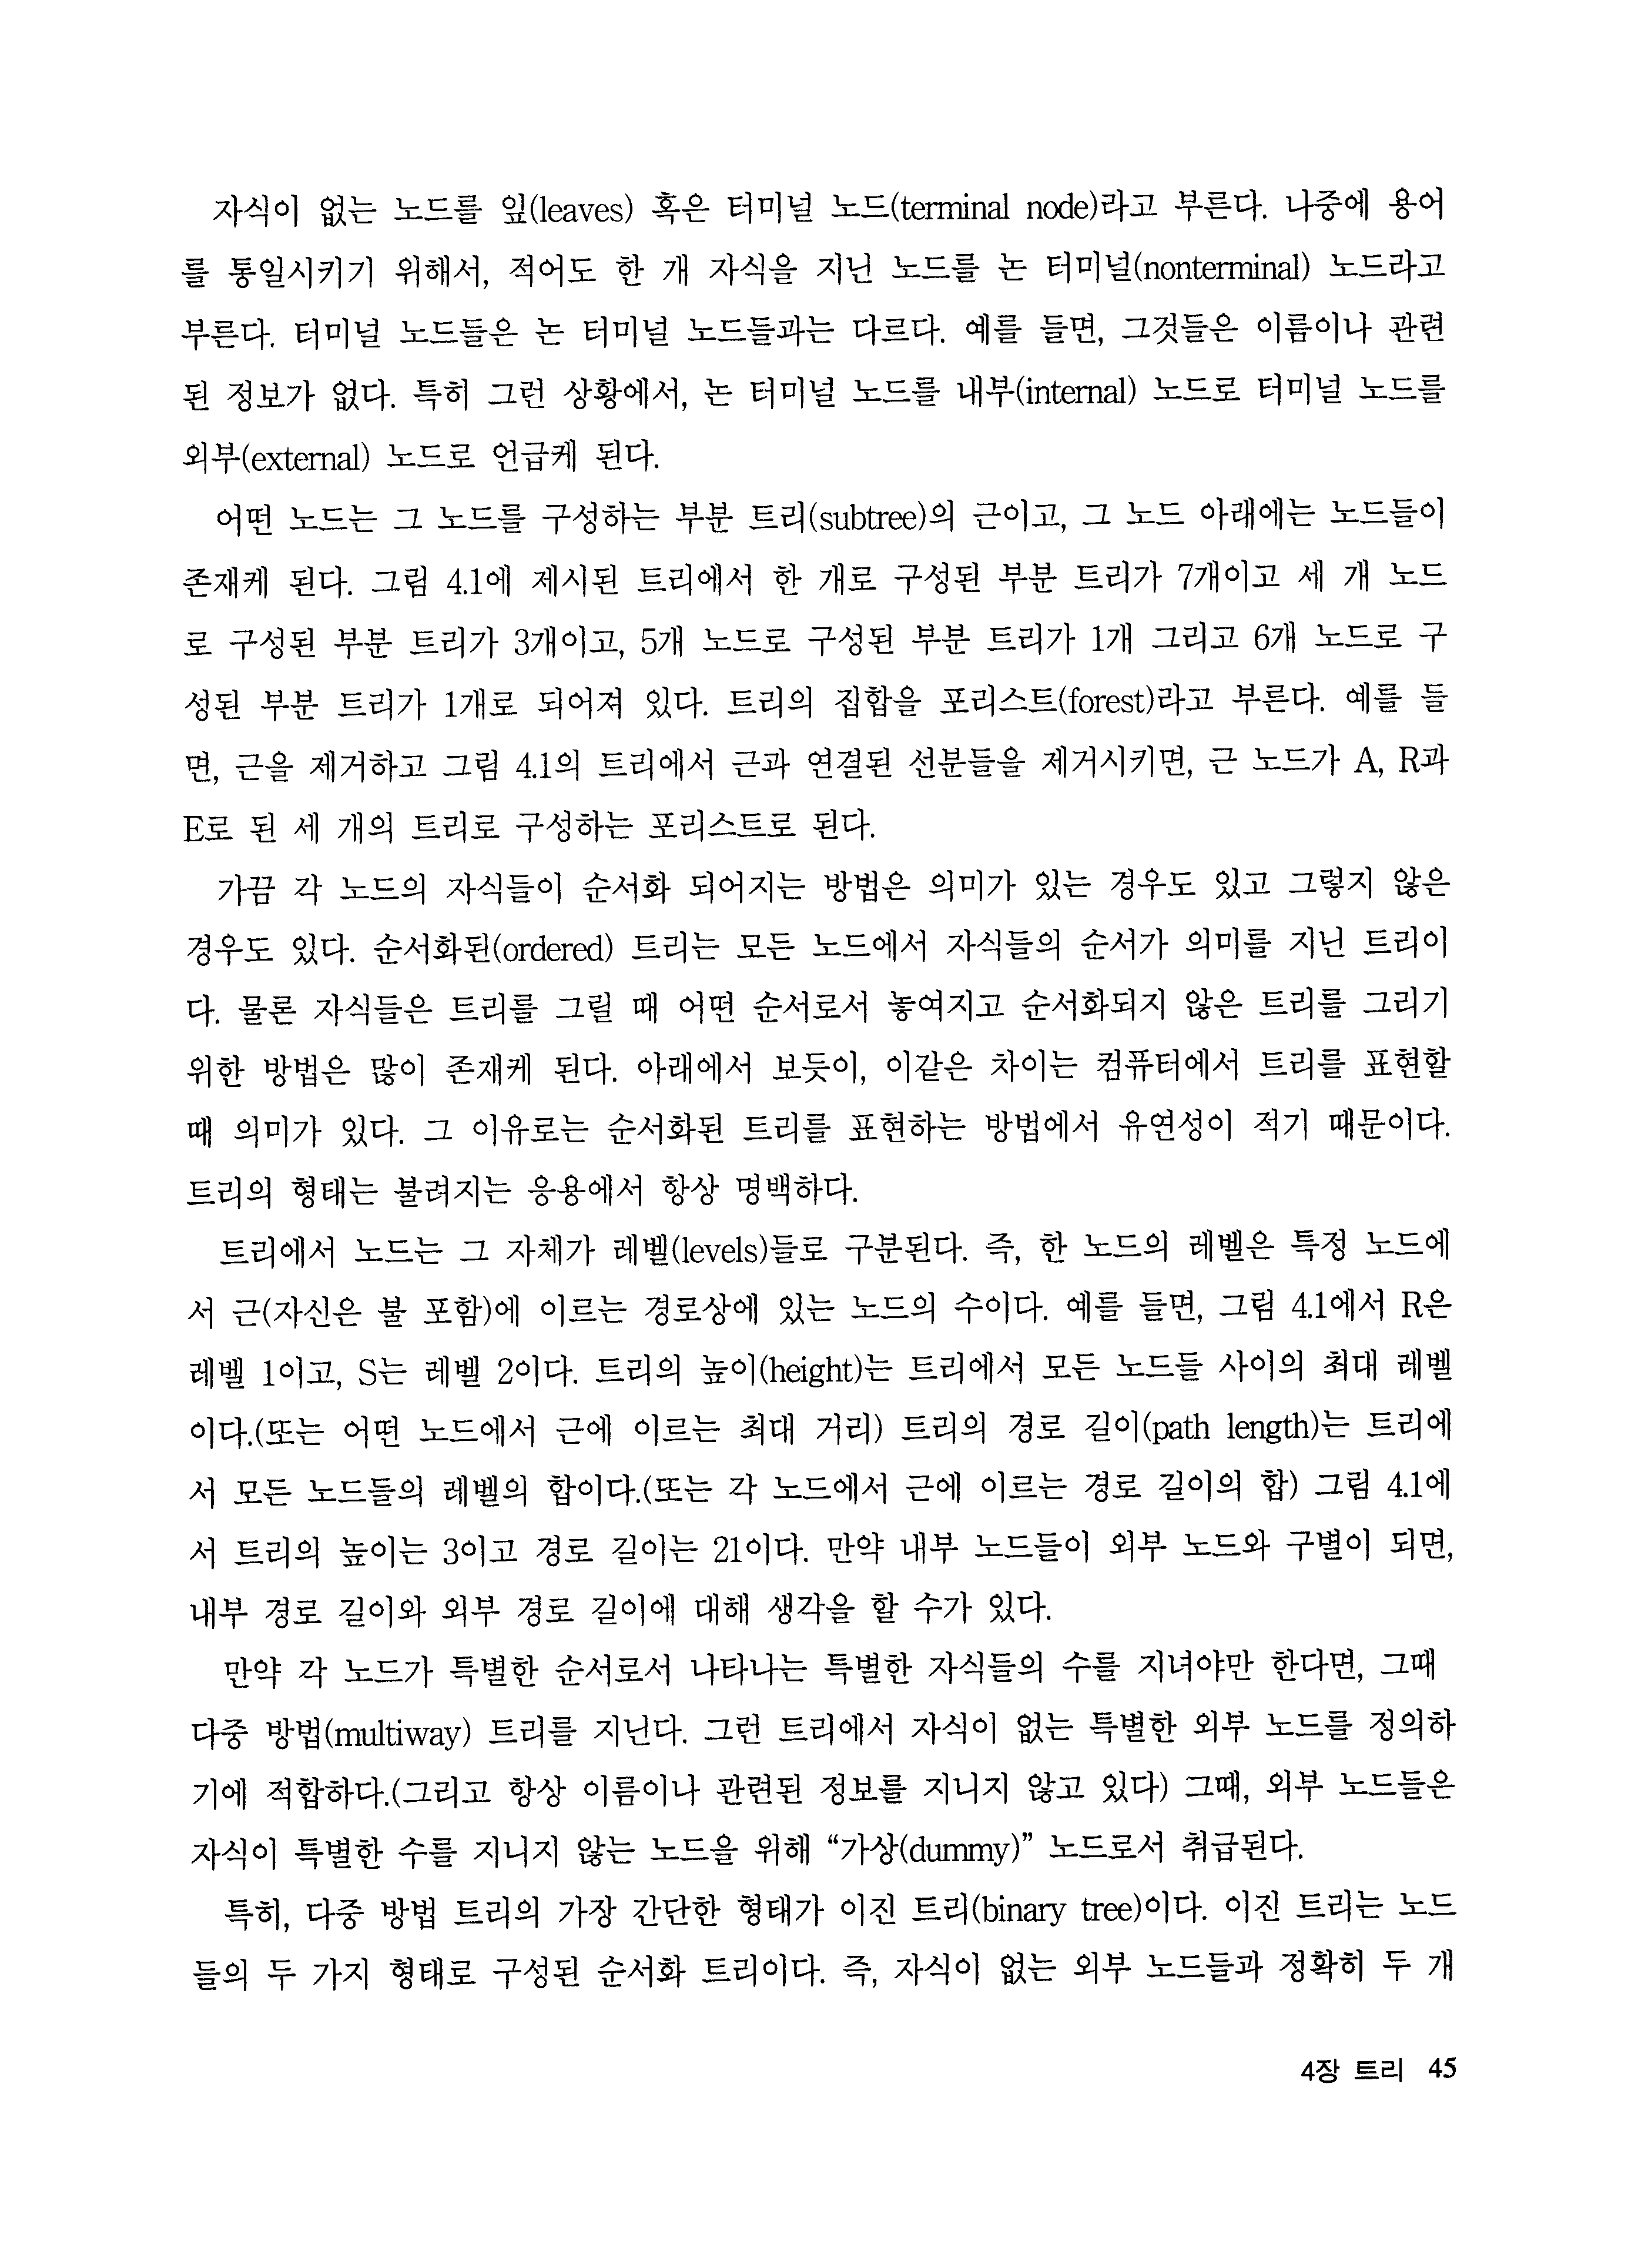 자식이 없는 노드를 잎(leaves) 혹은 터미널 노드(terminal node)라고 부른다. 나중에 용어
를 통일시키기 위해서, 적어도 한 개 자식을 지닌 노드를 논 터미널(nonterminal) 노드라고
부른다. 터미널 노드들은 논 터미널 노드들과는 다르다. 예를 들면, 그것들은 이름이나 관련
된 정보가 없다. 특히 그런 상황에서, 논 터미널 노드를 내부(internal) 노드로 터미널 노드를
외부(external) 노드로 언급케 된다.
어떤 노드는 그 노드를 구성하는 부분 트리(subtree)의 근이고, 그 노드 아래에는 노드들이
존재케 된다. 그림 4.1에 제시된 트리에서 한 개로 구성된 부분 트리가 7개이고 세 개 노드
로 구성된 부분 트리가 3개이고, 5개 노드로 구성된 부분 트리가 1개 그리고 6개 노드로 구
성된 부분 트리가 1개로 되어져 있다. 트리의 집합을 포리스트(forest)라고 부른다. 예를 들
면, 근을 제거하고 그림 4.1의 트리에서 근과 연결된 선분들을 제거시키면, 근 노드가 A, R과
E로 된 세 개의 트리로 구성하는 포리스트로 된다.
가끔 각 노드의 자식들이 순서화 되어지는 방법은 의미가 있는 경우도 있고 그렇지 않은
경우도 있다. 순서화된(ordered) 트리는 모든 노드에서 자식들의 순서가 의미를 지닌 트리이
다. 물론 자식들은 트리를 그릴 때 어떤 순서로서 놓여지고 순서화되지 않은 트리를 그리기
위한 방법은 많이 존재케 된다. 아래에서 보듯이, 이같은 차이는 컴퓨터에서 트리를 표현할
때 의미가 있다. 그 이유로는 순서화된 트리를 표현하는 방법에서 유연성이 적기 때문이다.
트리의 형태는 불려지는 응용에서 항상 명백하다.
트리에서 노드는 그 자체가 레벨(levels)들로 구분된다. 즉, 한 노드의 레벨은 특정 노드에
서 근(자신은 불 포함)에 이르는 경로상에 있는 노드의 수이다. 예를 들면, 그림 4.1에서 R은
레벨 1이고, S는 레벨 2이다. 트리의 높이(height)는 트리에서 모든 노드들 사이의 최대 레벨
이다.(또는 어떤 노드에서 근에 이르는 최대 거리) 트리의 경로 길이(path length)는 트리에
서 모든 노드들의 레벨의 합이다.(또는 각 노드에서 근에 이르는 경로 길이의 합) 그림 4.1에
서 트리의 높이는 3이고 경로 길이는 21이다. 만약 내부 노드들이 외부 노드와 구별이 되면,
내부 경로 길이와 외부 경로 길이에 대해 생각을 할 수가 있다.
만약 각 노드가 특별한 순서로서 나타나는 특별한 자식들의 수를 지녀야만 한다면, 그때
다중 방법(multiway) 트리를 지닌다. 그런 트리에서 자식이 없는 특별한 외부 노드를 정의하
기에 적합하다.(그리고 항상 이름이나 관련된 정보를 지니지 않고 있다) 그때, 외부 노드들은
자식이 특별한 수를 지니지 않는 노드을 위해 “가상(dummy)” 노드로서 취급된다.
특히, 다중 방법 트리의 가장 간단한 형태가 이진 트리(binary tree)이다. 이진 트리는 노드
들의 두 가지 형태로 구성된 순서화 트리이다. 즉, 자식이 없는 외부 노드들과 정확히 두 개
4장 트리 45